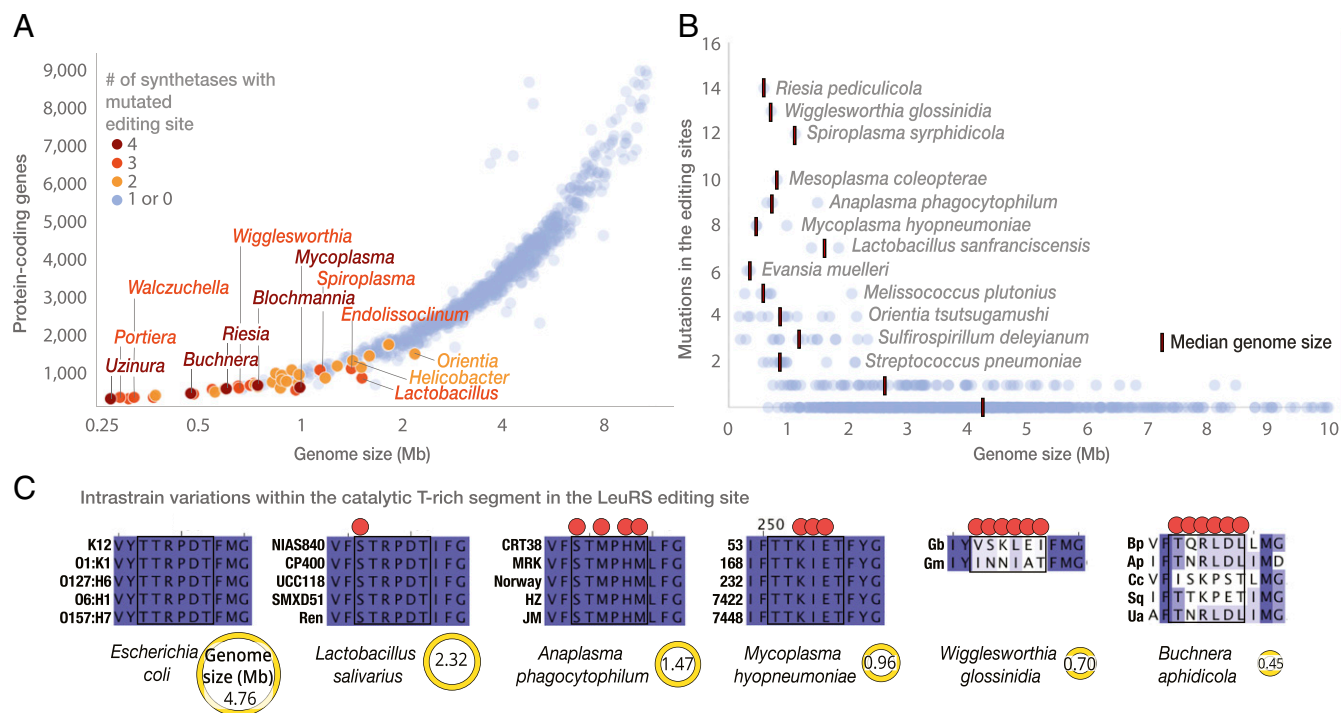 A
Protein-coding genes
9,000
8,000
7,000
6,000
5,000
4,000
3,000
2,000
1,000
# of synthetases with
mutated
editing site
4
3
2
1 or 0
Wigglesworthia
Mycoplasma
Walczuchella
Spiroplasma
Blochmannia
Endolissoclinum
Portiera
Riesia
Uzinura
Buchnera
Orientia
Helicobacter
Lactobacillus
0.25 0.5 1 2 4 8
Genome size (Mb)
B
Mutations in the editing sites
16
14
12
10
8
6
4
2
Riesia pediculicola
Wigglesworthia glossinidia
Spiroplasma syrphidicola
Mesoplasma coleopterae
Anaplasma phagocytophilum
Mycoplasma hyopneumoniae
Lactobacillus sanfranciscensis
Evansia muelleri
Melissococcus plutonius
Orientia tsutsugamushi
Sulfirospirillum deleyianum
Streptococcus pneumoniae
Median genome size
0 1 2 3 4 5 6 7 8 9 10
Genome size (Mb)
C
Intrastrain variations within the catalytic T-rich segment in the LeuRS editing site
K12 VYTTRPDTFMG
O1:K1 VYTTRPDTFMG
O127:H6 VYTTRPDTFMG
O6:H1 VYTTRPDTFMG
O157:H7 VYTTRPDTFMG
Escherichia
coli
Genome
size (Mb)
4.76
NIAS840 VFSTRPDTIFG
CP400 VFSTRPDTIFG
UCC118 VFSTRPDTIFG
SMXD51 VFSTRPDTIFG
Ren VFSTRPDTIFG
Lactobacillus
salivarius
2.32
CRT38 VFSTMPHMLFG
MRK VFSTMPHMLFG
Norway VFSTMPHMLFG
HZ VFSTMPHMLFG
JM VFSTMPHMLFG
Anaplasma
phagocytophilum
1.47
250
53 IFTTKIETFYG
168 IFTTKIETFYG
232 IFTTKIETFYG
7422 IFTTKIETFYG
7448 IFTTKIETFYG
Mycoplasma
hyopneumoniae
0.96
Gb IYVSKLEIFMG
Gm IYINNIATFMG
Wigglesworthia
glossinidia
0.70
Bp VFTQRLDLLMG
Ap IFTNRLDLIMD
Cc VFISKPSTLMG
Sq IFTTKPETIMG
Ua AFTNRLDLIMG
Buchnera
aphidicola
0.45